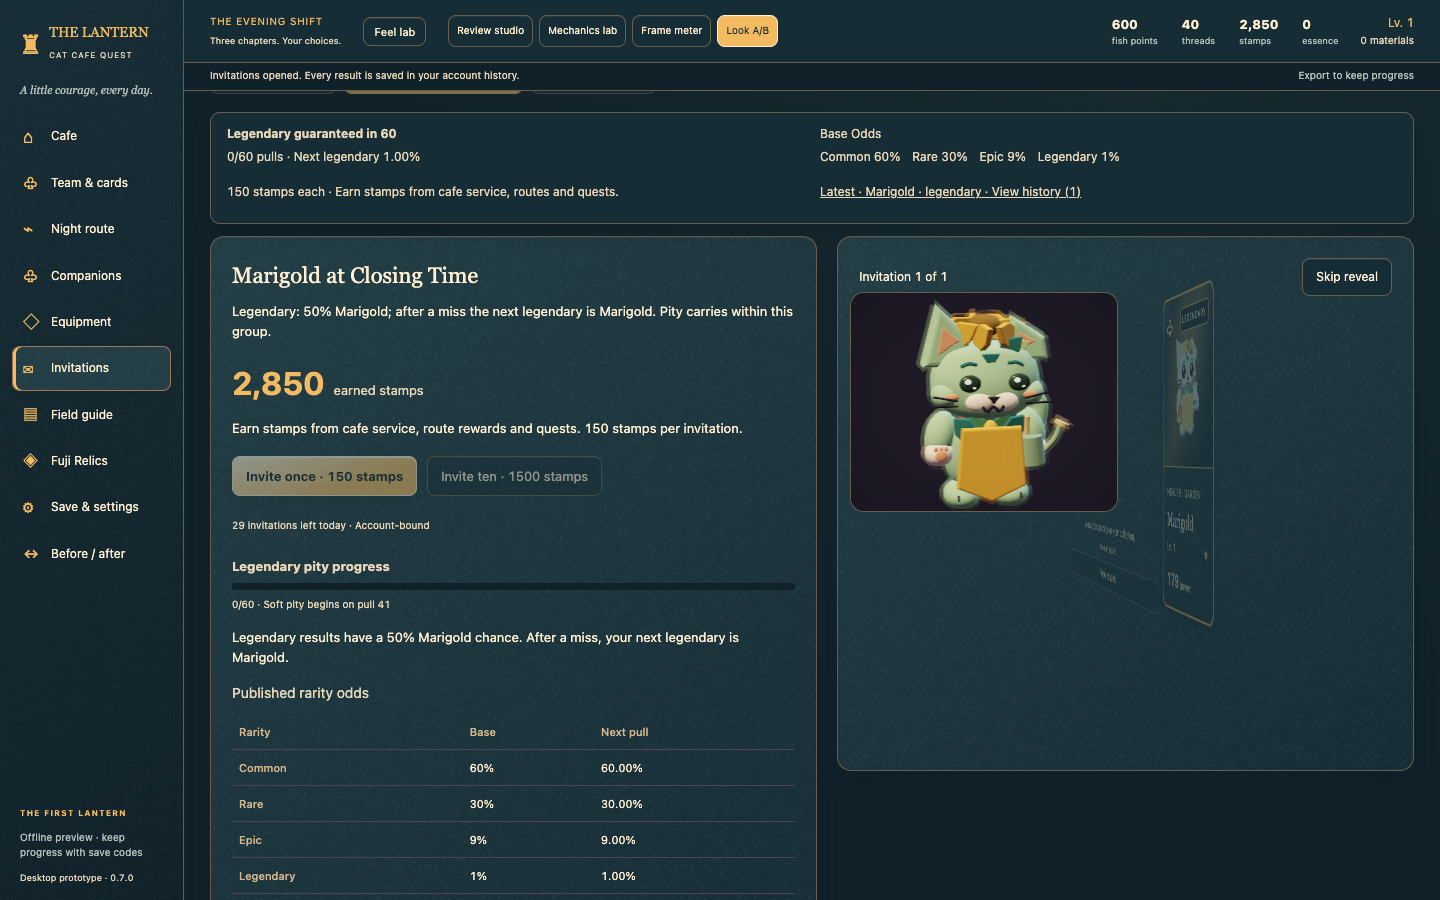 THE LANTERN
CAT CAFE QUEST
A little courage, every day.
Cafe
Team & cards
Night route
Companions
Equipment
Invitations
Field guide
Fuji Relics
Save & settings
Before / after
THE FIRST LANTERN
Offline preview · keep
progress with save codes
Desktop prototype · 0.7.0
THE EVENING SHIFT
Three chapters. Your choices.
Feel lab
Review studio
Mechanics lab
Frame meter
Look A/B
600
fish points
40
threads
2,850
stamps
0
essence
Lv. 1
0 materials
Invitations opened. Every result is saved in your account history.
Export to keep progress
Legendary guaranteed in 60
0/60 pulls · Next legendary 1.00%
150 stamps each · Earn stamps from cafe service, routes and quests.
Base Odds
Common 60% Rare 30% Epic 9% Legendary 1%
Latest · Marigold · legendary · View history (1)
Marigold at Closing Time
Legendary: 50% Marigold; after a miss the next legendary is Marigold. Pity carries within this
group.
2,850 earned stamps
Earn stamps from cafe service, route rewards and quests. 150 stamps per invitation.
Invite once · 150 stamps
Invite ten · 1500 stamps
29 invitations left today · Account-bound
Legendary pity progress
0/60 · Soft pity begins on pull 41
Legendary results have a 50% Marigold chance. After a miss, your next legendary is
Marigold.
Published rarity odds
Rarity Base Next pull
Common 60% 60.00%
Rare 30% 30.00%
Epic 9% 9.00%
Legendary 1% 1.00%
Invitation 1 of 1
Skip reveal
LEGENDARY
HEALER · GARDEN
Marigold
Lv. 1
179 power